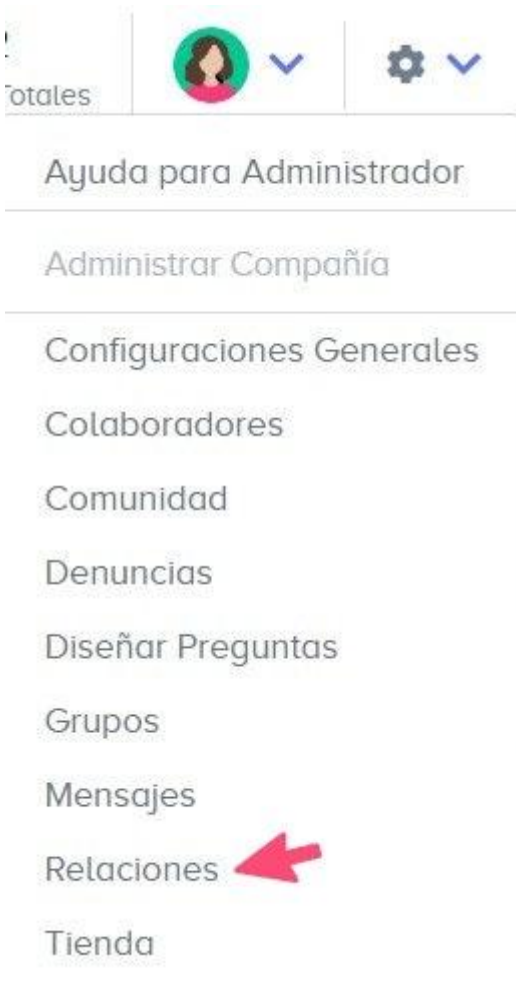 Totales
Ayuda para Administrador
Administrar Compañía
Configuraciones Generales
Colaboradores
Comunidad
Denuncias
Diseñar Preguntas
Grupos
Mensajes
Relaciones
Tienda